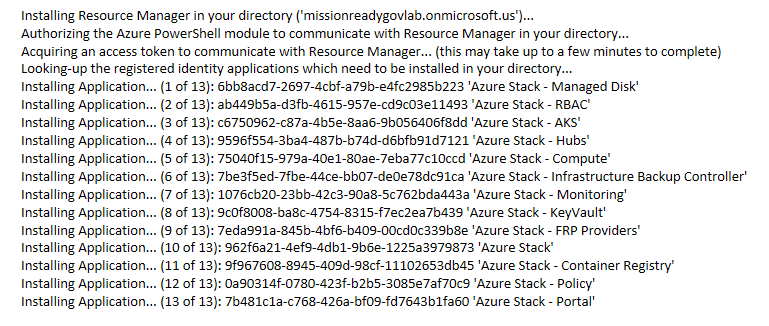 Installing Resource Manager in your directory ('missionreadygovlab.onmicrosoft.us')...
Authorizing the Azure PowerShell module to communicate with Resource Manager in your directory...
Acquiring an access token to communicate with Resource Manager... (this may take up to a few minutes to complete)
Looking-up the registered identity applications which need to be installed in your directory...
Installing Application... (1 of 13): 6bb8acd7-2697-4cbf-a79b-e4fc2985b223 'Azure Stack - Managed Disk'
Installing Application... (2 of 13): ab449b5a-d3fb-4615-957e-cd9c03e11493 'Azure Stack - RBAC'
Installing Application... (3 of 13): c6750962-c87a-4b5e-8aa6-9b056406f8dd 'Azure Stack - AKS'
Installing Application... (4 of 13): 9596f554-3ba4-487b-b74d-d6bfb91d7121 'Azure Stack - Hubs'
Installing Application... (5 of 13): 75040f15-979a-40e1-80ae-7eba77c10ccd 'Azure Stack - Compute'
Installing Application... (6 of 13): 7be3f5ed-7fbe-44ce-bb07-de0e78dc91ca 'Azure Stack - Infrastructure Backup Controller'
Installing Application... (7 of 13): 1076cb20-23bb-42c3-90a8-5c762bda443a 'Azure Stack - Monitoring'
Installing Application... (8 of 13): 9c0f8008-ba8c-4754-8315-f7ec2ea7b439 'Azure Stack - KeyVault'
Installing Application... (9 of 13): 7eda991a-845b-4bf6-b409-00cd0c339b8e 'Azure Stack - FRP Providers'
Installing Application... (10 of 13): 962f6a21-4ef9-4db1-9b6e-1225a3979873 'Azure Stack'
Installing Application... (11 of 13): 9f967608-8945-409d-98cf-11102653db45 'Azure Stack - Container Registry'
Installing Application... (12 of 13): 0a90314f-0780-423f-b2b5-3085e7af70c9 'Azure Stack - Policy'
Installing Application... (13 of 13): 7b481c1a-c768-426a-bf09-fd7643b1fa60 'Azure Stack - Portal'